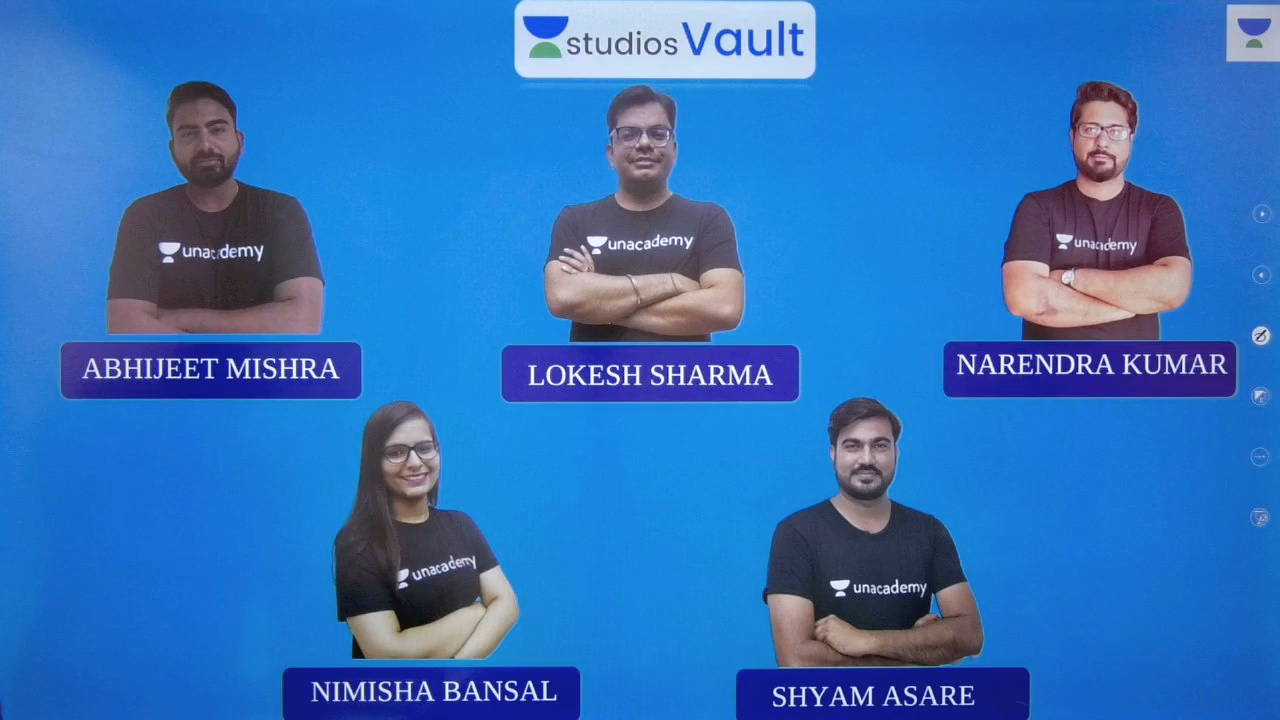 studios Vault
unacademy
unacademy
unacademy
ABHIJEET MISHRA
LOKESH SHARMA
NARENDRA KUMAR
unacademy
unacademy
NIMISHA BANSAL
SHYAM ASARE